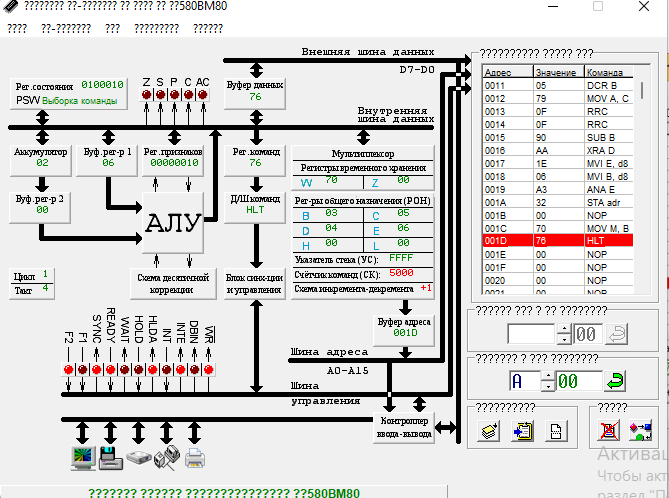 ???????? ??-??????? ?? ???? ?? ??580ВМ80
???? ??-??????? ??? ????????? ??????
Внешняя шина данных
D7-D0
Рег.состояния 0100010
PSW Выборка команды
Z S P C AC
Буфер данных
76
Внутренняя
шина данных
Аккумулятор
02
Буф.рег-р 1
06
Рег.признаков
00000010
Рег.команд
76
Мультиплексор
Регистры временного хранения
W 70 Z 00
Буф.рег-р 2
00
АЛУ
Д/Ш команд
HLT
Рег-ры общего назначения (РОН)
B 03 C 05
D 04 E 06
H 00 L 00
Указатель стека (УС): FFFF
Счётчик команд (СК): 5000
Схема инкремента-декремента +1
Цикл 1
Такт 4
Схема десятичной
коррекции
Блок синх-ции
и управления
Буфер адреса
001D
F2 F1 SYNC READY WAIT HOLD HLDA INT INTE DBIN WR
Шина адреса
A0-A15
Шина
управления
Контроллер
ввода-вывода
?????????? ????? ???
Адрес Значение Команда
0011 05 DCR B
0012 79 MOV A, C
0013 0F RRC
0014 0F RRC
0015 90 SUB B
0016 AA XRA D
0017 1E MVI E, d8
0018 06 MVI B, d8
0019 A3 ANA E
001A 32 STA adr
001B 00 NOP
001C 70 MOV M, B
001D 76 HLT
001E 00 NOP
001F 00 NOP
0020 00 NOP
0021 00 NOP
?????? ??? ? ?? ????????
00
??????? ? ??? ????????
A 00
??????????
?????
Активац
Чтобы акт
раздел "П
??????? ?????? ??????????????? ??580ВМ80